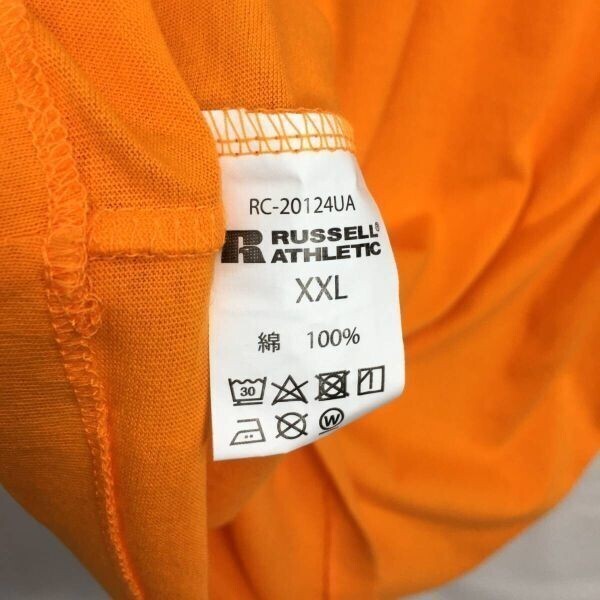 RC-20124UA
R RUSSELL®
ATHLETIC
XXL
綿 100%
30
W